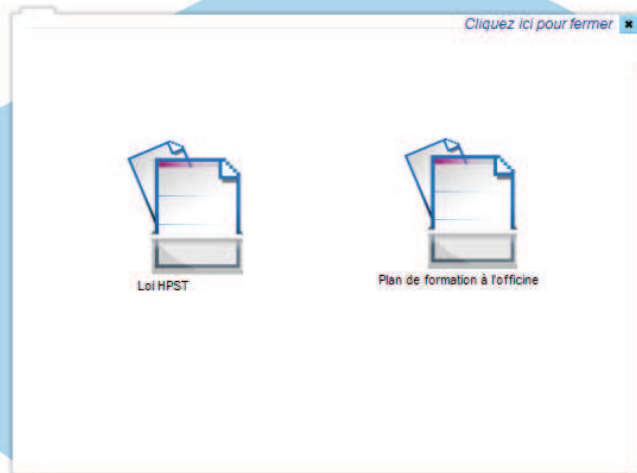 Cliquez ici pour fermer
Loi HPST
Plan de formation à l'officine